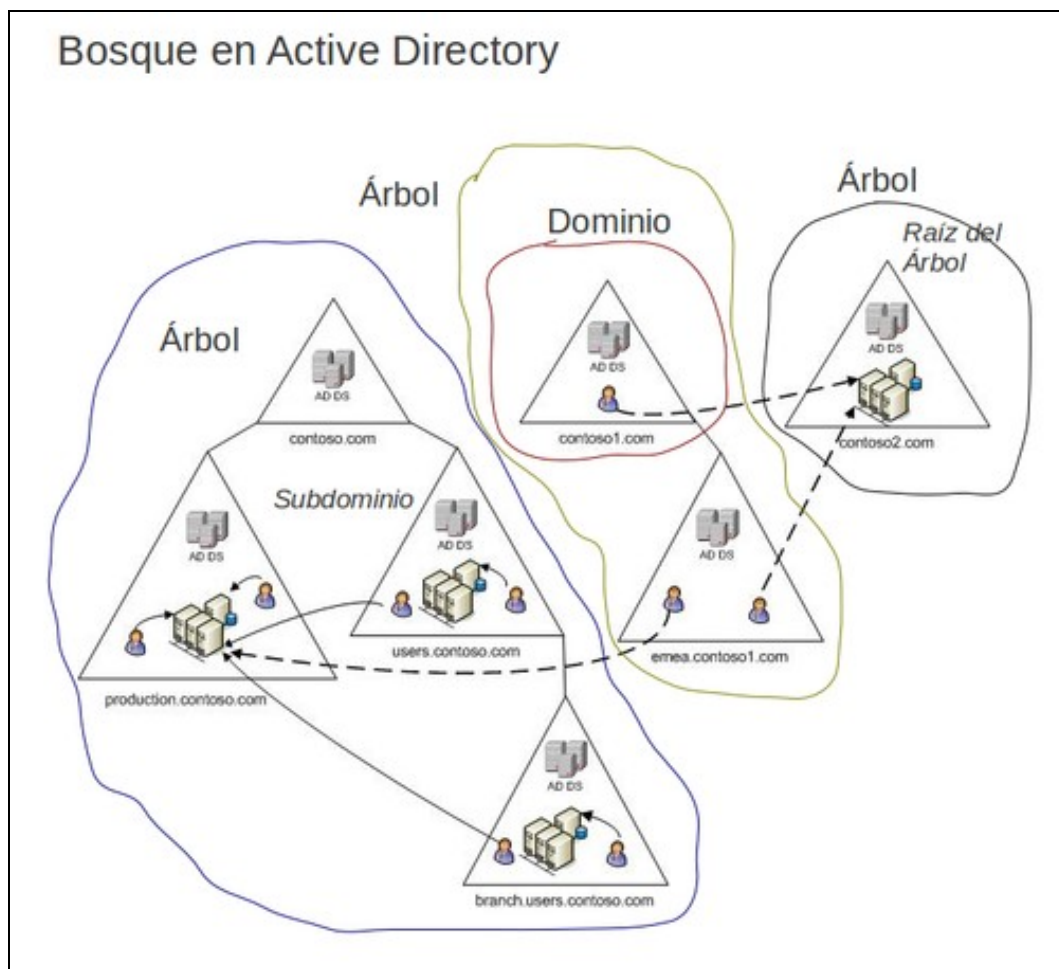 Bosque en Active Directory
Árbol
Árbol
Dominio
Raíz del
Árbol
Árbol
AD DS
contoso.com
AD DS
contoso1.com
AD DS
contoso2.com
Subdominio
AD DS
production.contoso.com
AD DS
users.contoso.com
AD DS
emea.contoso1.com
AD DS
branch.users.contoso.com